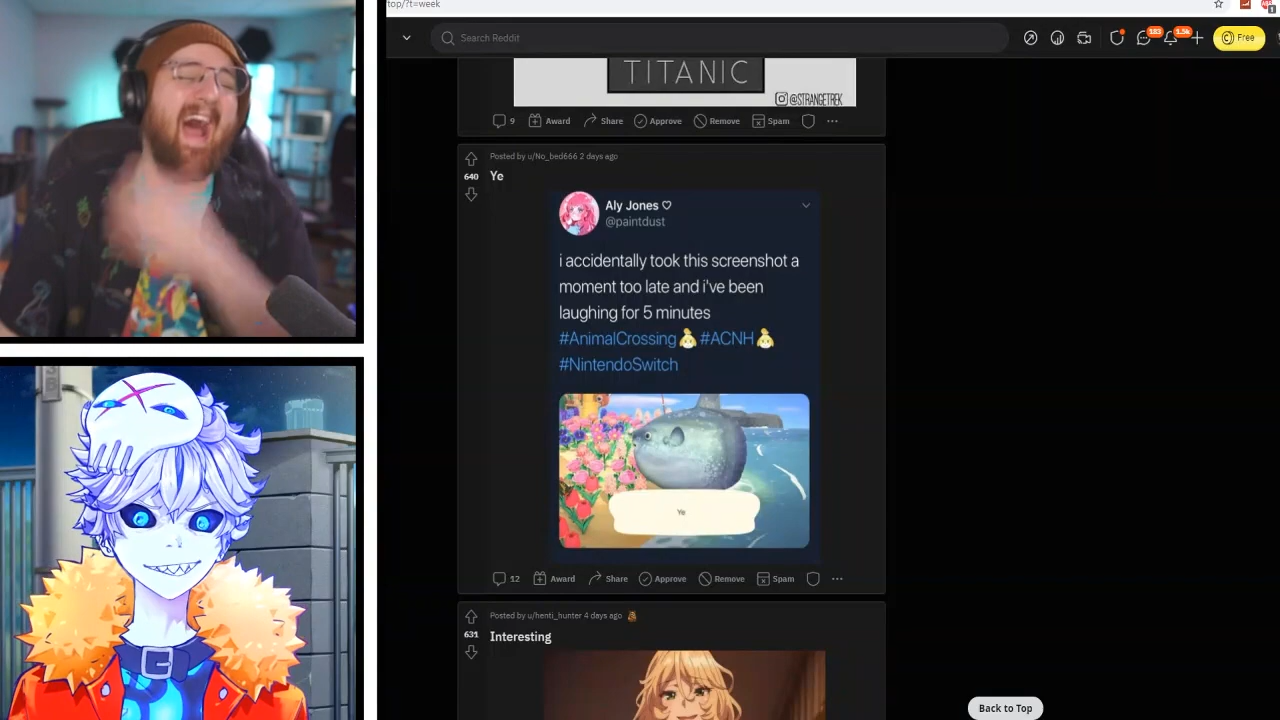 top/?t=week
Search Reddit
183
1.5k
Free
TITANIC
@STRANGETREK
9 Award Share Approve Remove Spam
Posted by u/No_bed666 2 days ago
640
Ye
Aly Jones ♡
@paintdust
i accidentally took this screenshot a
moment too late and i've been
laughing for 5 minutes
#AnimalCrossing #ACNH
#NintendoSwitch
Ye
12 Award Share Approve Remove Spam
Posted by u/henti_hunter 4 days ago
631
Interesting
Back to Top